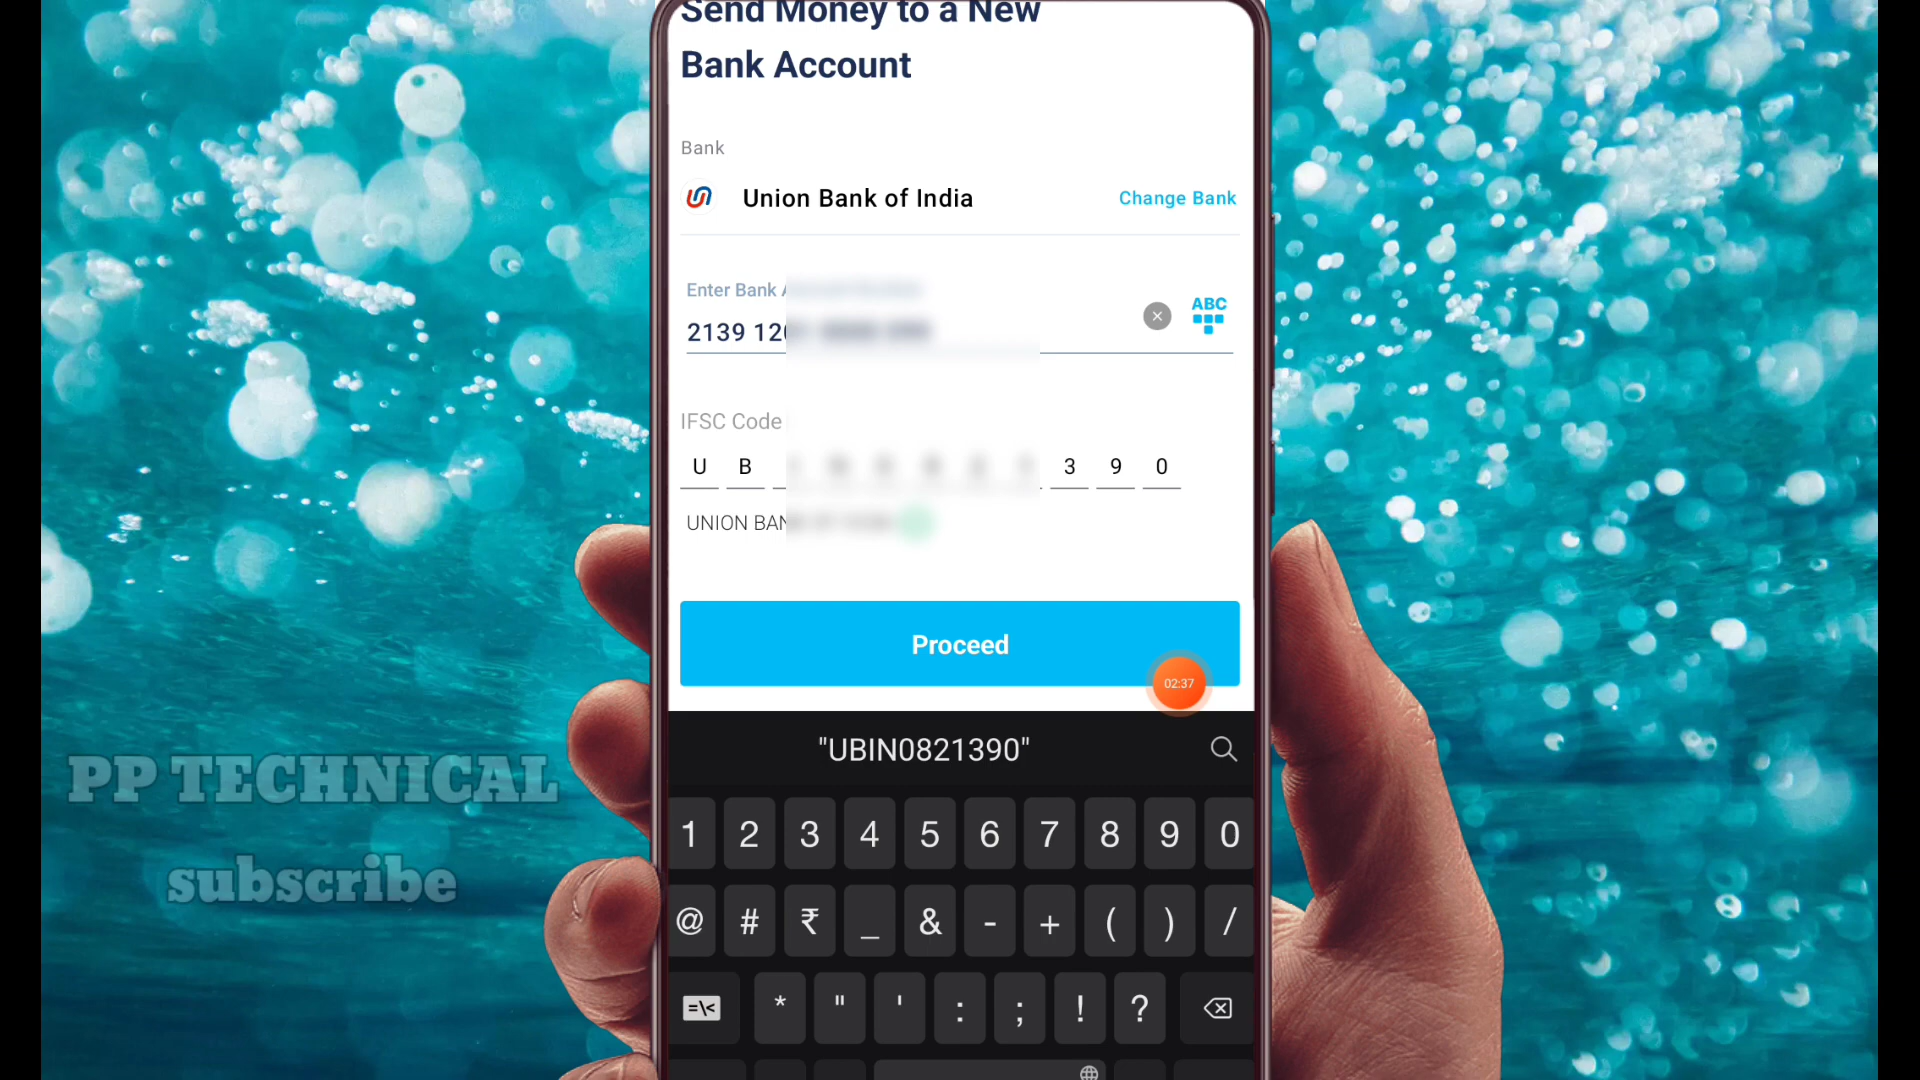 Send Money to a New
Bank Account
Bank
Union Bank of India
Change Bank
Enter Bank
ABC
2139 12
IFSC Code
U B 3 9 0
UNION
Proceed
02:37
"UBIN0821390"
1 2 3 4 5 6 7 8 9 0
@ # ₹ _ & - + ( ) /
=\< * " ' : ; ! ?
PP TECHNICAL
subscribe